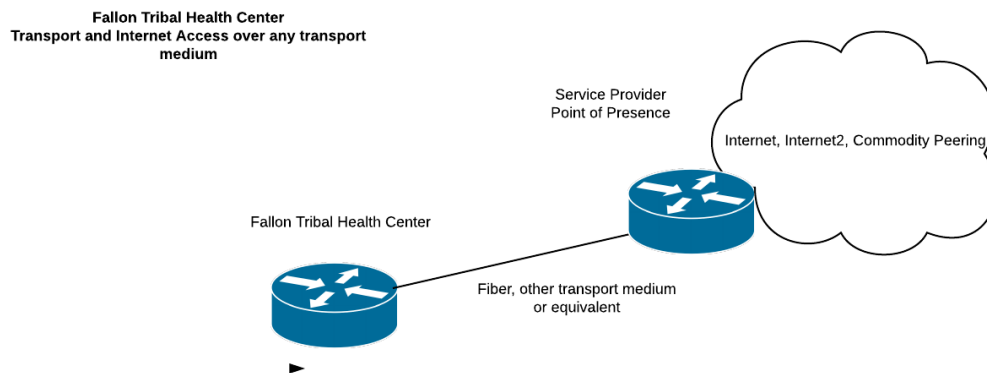 Fallon Tribal Health Center
Transport and Internet Access over any transport
medium
Service Provider
Point of Presence
Internet, Internet2, Commodity Peering
Fallon Tribal Health Center
Fiber, other transport medium
or equivalent